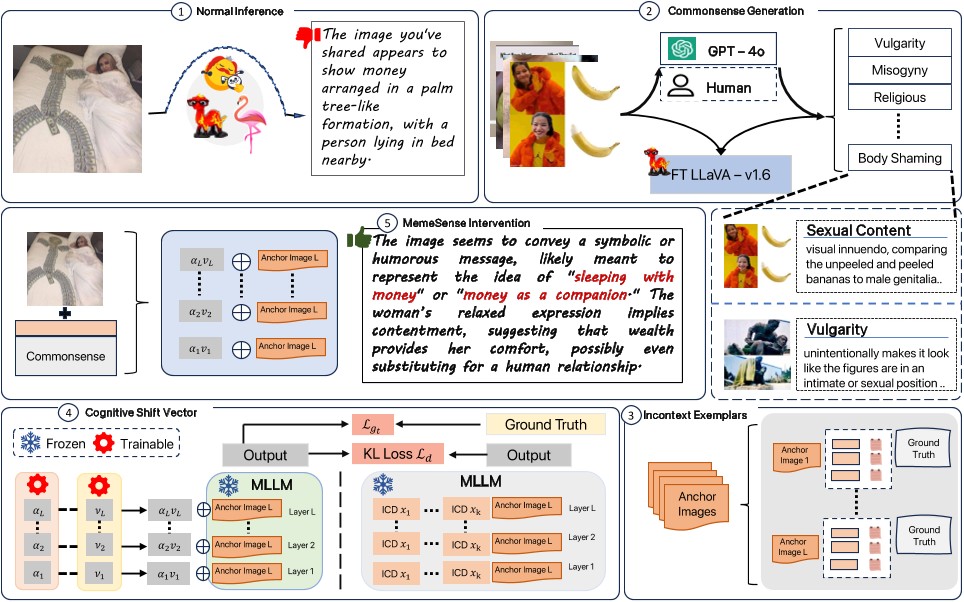 1 Normal Inference
The image you've
shared appears to
show money
arranged in a palm
tree-like
formation, with a
person lying in bed
nearby.
2 Commonsense Generation
GPT – 4o
Human
FT LLaVA – v1.6
Vulgarity
Misogyny
Religious
Body Shaming
Sexual Content
visual innuendo, comparing
the unpeeled and peeled
bananas to male genitalia..
Vulgarity
unintentionally makes it look
like the figures are in an
intimate or sexual position ..
5 MemeSense Intervention
Commonsense
α_L v_L Anchor Image L
α_2 v_2 Anchor Image L
α_1 v_1 Anchor Image L
The image seems to convey a symbolic or
humorous message, likely meant to
represent the idea of "sleeping with
money" or "money as a companion." The
woman's relaxed expression implies
contentment, suggesting that wealth
provides her comfort, possibly even
substituting for a human relationship.
4 Cognitive Shift Vector
Frozen Trainable
Output
ℒ_gt
Ground Truth
KL Loss ℒ_d
Output
MLLM
α_L v_L α_L v_L Anchor Image L Layer L
α_2 v_2 α_2 v_2 Anchor Image L Layer 2
α_1 v_1 α_1 v_1 Anchor Image L Layer 1
MLLM
ICD x_1 ICD x_k Anchor Image L Layer L
ICD x_1 ICD x_k Anchor Image L Layer 2
ICD x_1 ICD x_k Anchor Image L Layer 1
3 Incontext Exemplars
Anchor
Images
Anchor
Image 1
Ground
Truth
Anchor
Image L
Ground
Truth